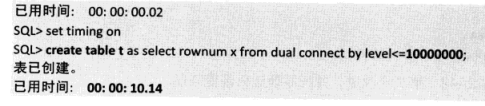 已用时间： 00: 00: 00.02
SQL> set timing on
SQL> create table t as select rownum x from dual connect by level<=10000000;
表已创建。
已用时间： 00: 00: 10.14